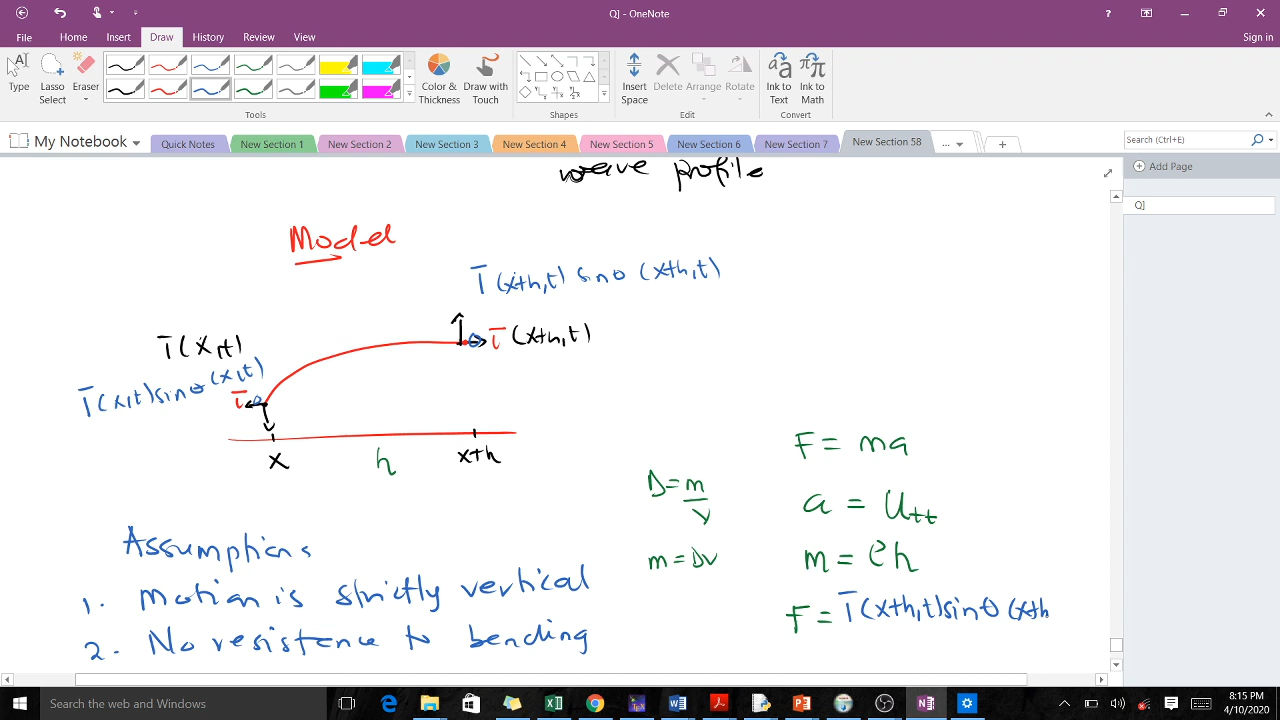 Q] - OneNote
Sign in
File Home Insert Draw History Review View
Type
Lasso Select
Eraser
Color & Thickness
Draw with Touch
Insert Space
Delete Arrange Rotate
Ink to Text
Ink to Math
Tools Shapes Edit Convert
My Notebook
Quick Notes New Section 1 New Section 2 New Section 3 New Section 4 New Section 5 New Section 6 New Section 7 New Section 58 ...
Search (Ctrl+E)
Add Page
Q]
wave profile
Model
T(x+h,t) sinθ(x+h,t)
T(x,t)
T (x+h,t)
T(x,t)sinθ(x,t)
T
x h x+h
F = ma
D = m/v
a = Utt
m = Dv
m = ρh
F = T(x+h,t)sinθ(x+h
Assumptions
1. motion is strictly vertical
2. No resistence to bending
Search the web and Windows
8:15 PM
4/10/2020